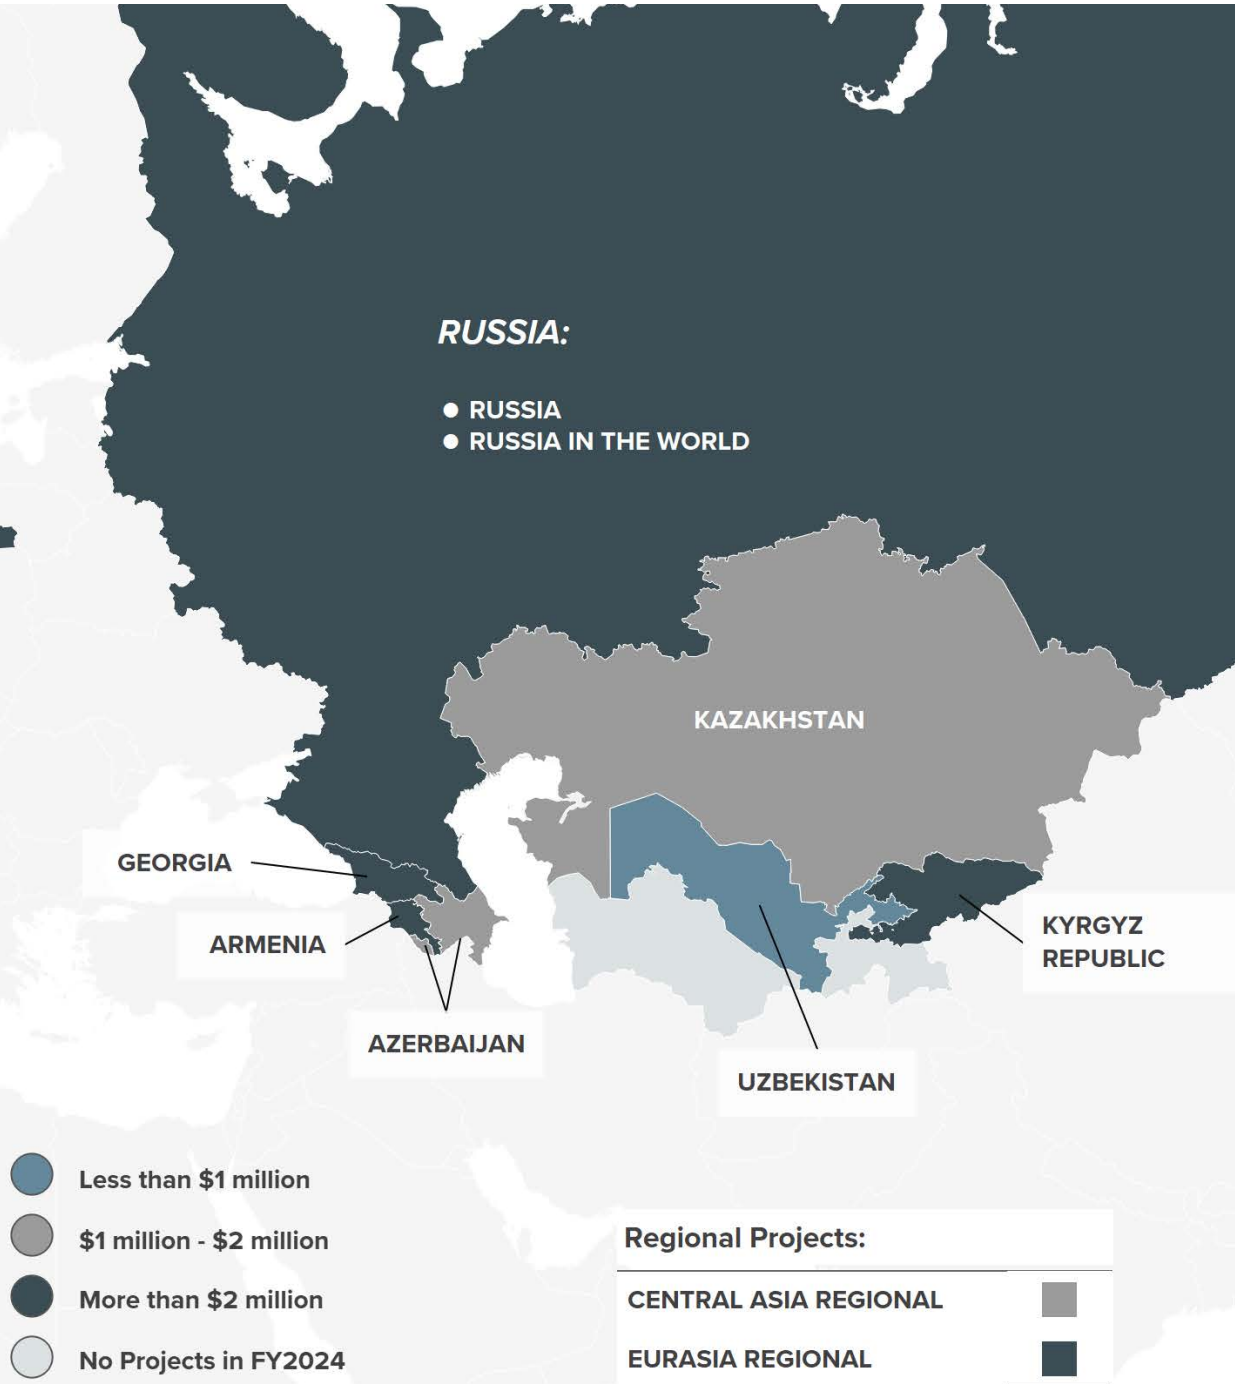 RUSSIA:
● RUSSIA
● RUSSIA IN THE WORLD
KAZAKHSTAN
GEORGIA
ARMENIA
AZERBAIJAN
KYRGYZ
REPUBLIC
UZBEKISTAN
Less than $1 million
$1 million - $2 million
More than $2 million
No Projects in FY2024
Regional Projects:
CENTRAL ASIA REGIONAL
EURASIA REGIONAL